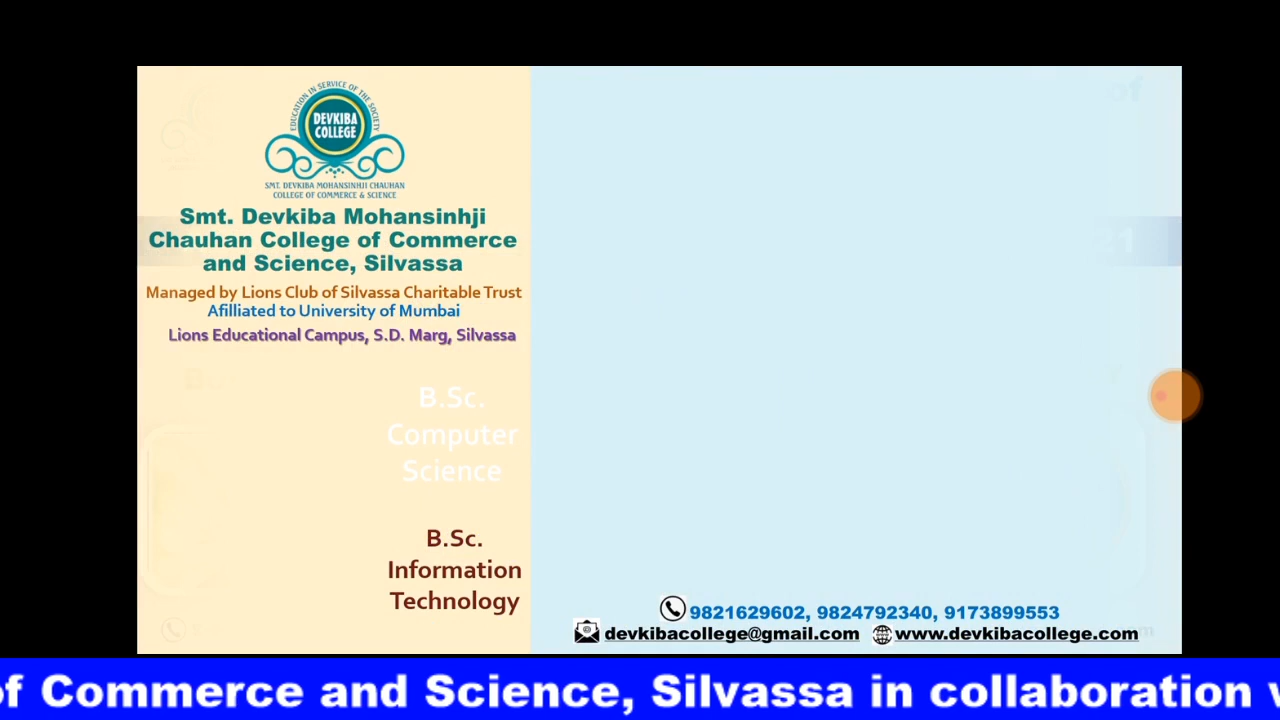 EDUCATION IN SERVICE OF THE SOCIETY
DEVKIBA
COLLEGE
SMT. DEVKIBA MOHANSINHJI CHAUHAN
COLLEGE OF COMMERCE & SCIENCE
Smt. Devkiba Mohansinhji
Chauhan College of Commerce
and Science, Silvassa
Managed by Lions Club of Silvassa Charitable Trust
Afilliated to University of Mumbai
Lions Educational Campus, S.D. Marg, Silvassa
B.Sc.
Computer
Science
B.Sc.
Information
Technology
of
9821629602, 9824792340, 9173899553
devkibacollege@gmail.com www.devkibacollege.com
of Commerce and Science, Silvassa in collaboration